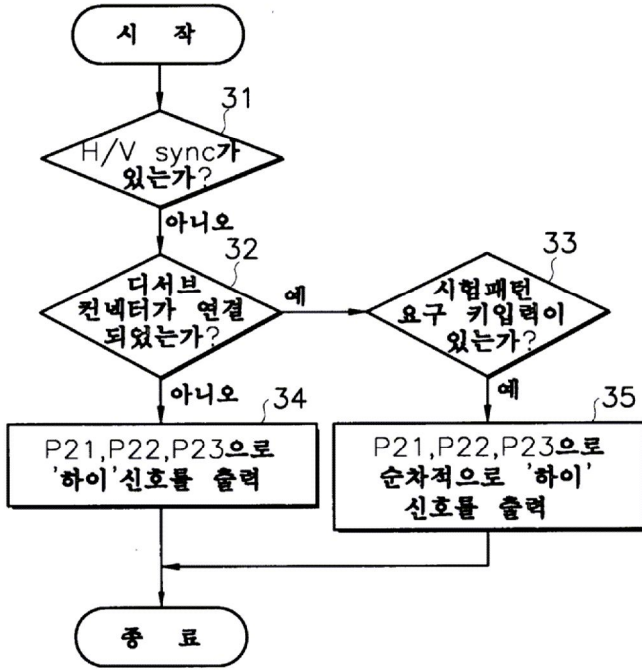 시 작
31
H/V sync가
있는가?
아니오
32
디서브
컨넥터가 연결
되었는가?
예
33
시험패턴
요구 키입력이
있는가?
아니오
예
34
P21,P22,P23으로
'하이'신호를 출력
35
P21,P22,P23으로
순차적으로 '하이'
신호를 출력
종 료